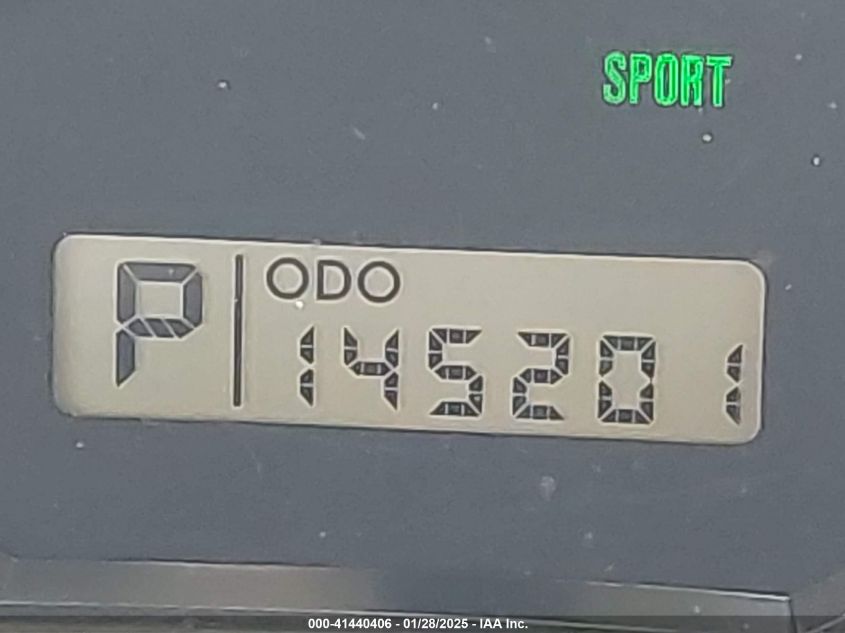 SPORT
P ODO
145201
000-41440406 - 01/28/2025 - IAA Inc.